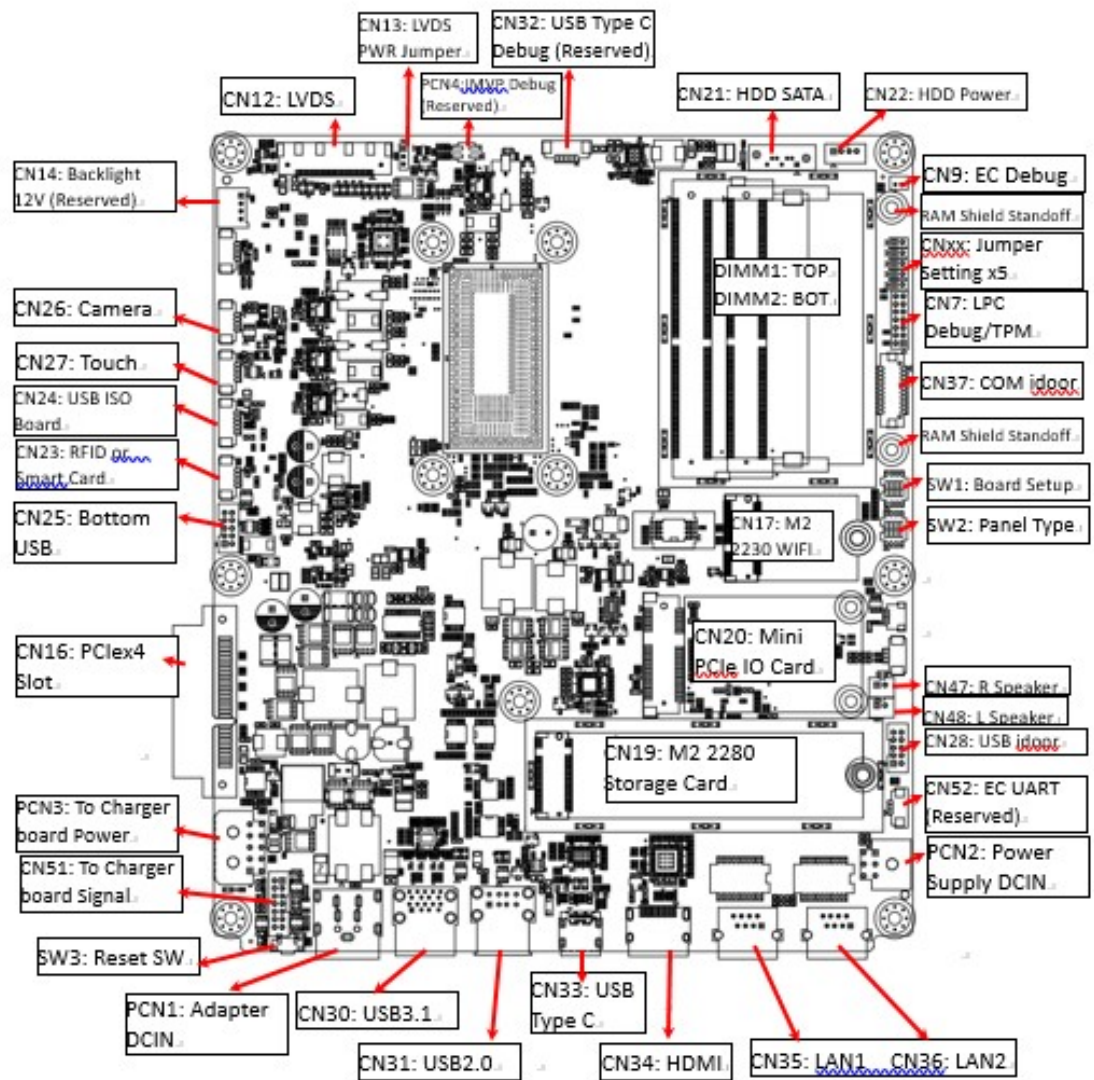 CN13: LVDS
PWR Jumper
CN32: USB Type C
Debug (Reserved)
PCN4:IMVP Debug
(Reserved)
CN12: LVDS
CN21: HDD SATA
CN22: HDD Power
CN14: Backlight
12V (Reserved)
CN9: EC Debug
RAM Shield Standoff
CNxx: Jumper
Setting x5
DIMM1: TOP
DIMM2: BOT
CN7: LPC
Debug/TPM
CN26: Camera
CN27: Touch
CN37: COM idoor
CN24: USB ISO
Board
RAM Shield Standoff
CN23: RFID or
Smart Card
SW1: Board Setup
CN25: Bottom
USB
CN17: M2
2230 WIFI
SW2: Panel Type
CN16: PCIex4
Slot
CN20: Mini
PCIe IO Card
CN47: R Speaker
CN48: L Speaker
CN28: USB idoor
CN19: M2 2280
Storage Card
CN52: EC UART
(Reserved)
PCN3: To Charger
board Power
PCN2: Power
Supply DCIN
CN51: To Charger
board Signal
SW3: Reset SW
PCN1: Adapter
DCIN
CN30: USB3.1
CN33: USB
Type C
CN31: USB2.0
CN34: HDMI
CN35: LAN1 CN36: LAN2